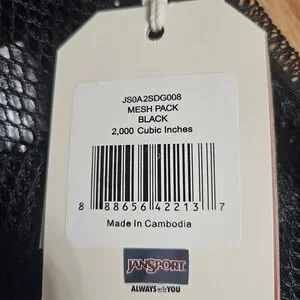 JS0A2SDG008
MESH PACK
BLACK
2,000 Cubic Inches
8 88656 42213 7
Made In Cambodia
JANSPORT
ALWAYS WITH YOU